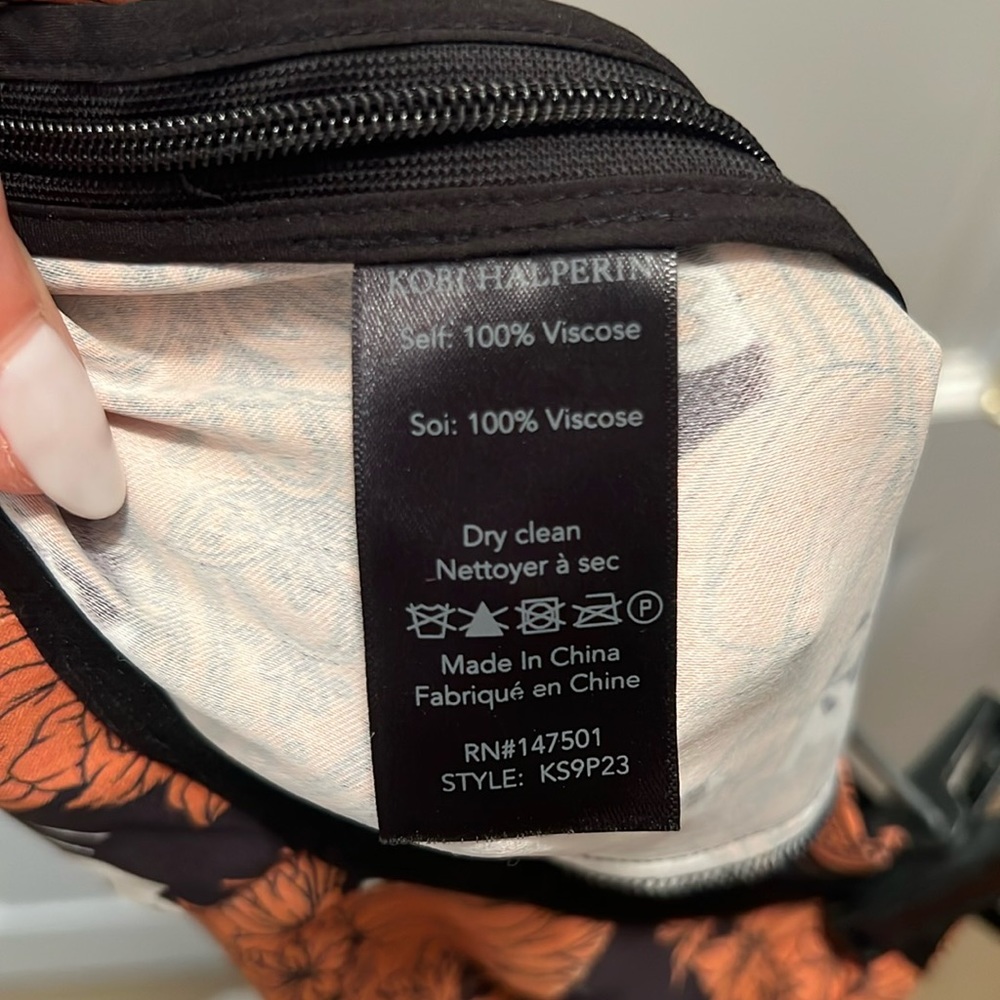 KOBI HALPERIN
Self: 100% Viscose
Soi: 100% Viscose
Dry clean
Nettoyer à sec
P
Made In China
Fabriqué en Chine
RN#147501
STYLE: KS9P23